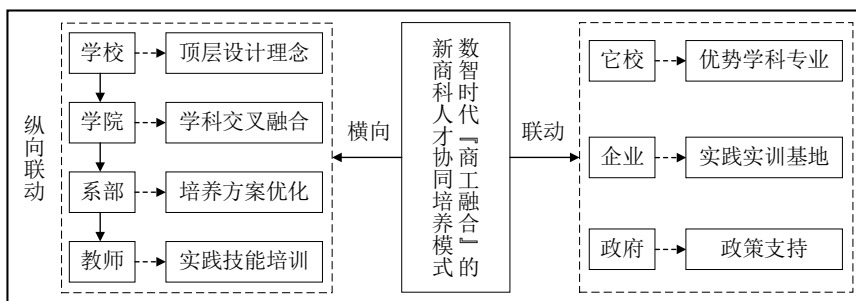 纵向联动
学校
顶层设计理念
学院
学科交叉融合
系部
培养方案优化
教师
实践技能培训
横向
数智时代『商工融合』的
新商科人才协同培养模式
联动
它校
优势学科专业
企业
实践实训基地
政府
政策支持